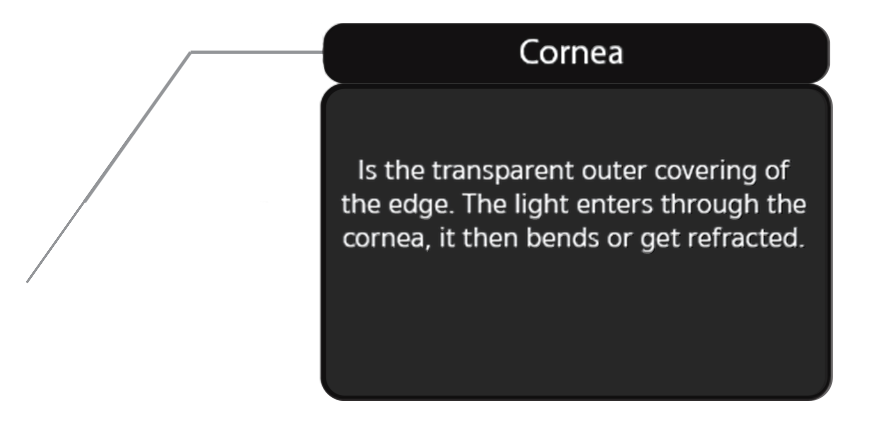 Cornea
Is the transparent outer covering of
the edge. The light enters through the
cornea, it then bends or get refracted.